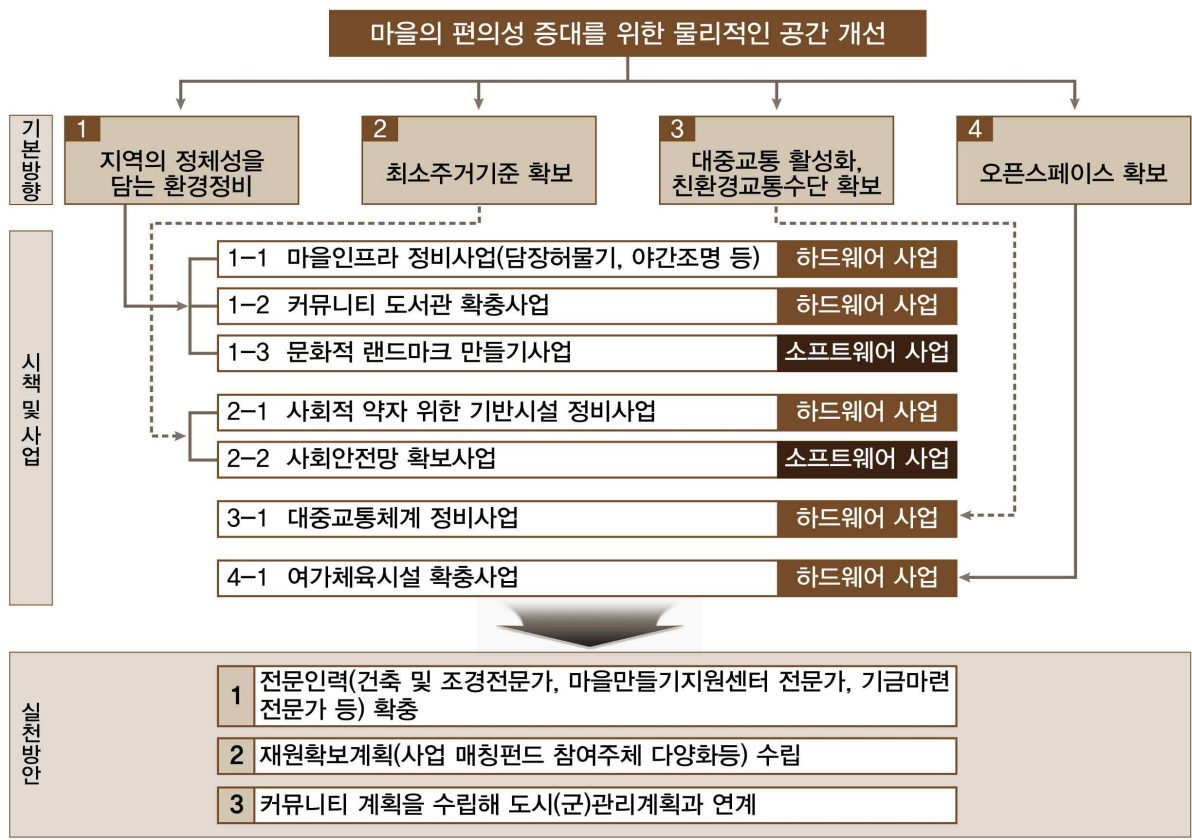 마을의 편의성 증대를 위한 물리적인 공간 개선
기본방향
1
지역의 정체성을
담는 환경정비
2
최소주거기준 확보
3
대중교통 활성화,
친환경교통수단 확보
4
오픈스페이스 확보
시책 및 사업
1-1 마을인프라 정비사업(담장허물기, 야간조명 등) 하드웨어 사업
1-2 커뮤니티 도서관 확충사업 하드웨어 사업
1-3 문화적 랜드마크 만들기사업 소프트웨어 사업
2-1 사회적 약자 위한 기반시설 정비사업 하드웨어 사업
2-2 사회안전망 확보사업 소프트웨어 사업
3-1 대중교통체계 정비사업 하드웨어 사업
4-1 여가체육시설 확충사업 하드웨어 사업
실천방안
1 전문인력(건축 및 조경전문가, 마을만들기지원센터 전문가, 기금마련
전문가 등) 확충
2 재원확보계획(사업 매칭펀드 참여주체 다양화등) 수립
3 커뮤니티 계획을 수립해 도시(군)관리계획과 연계